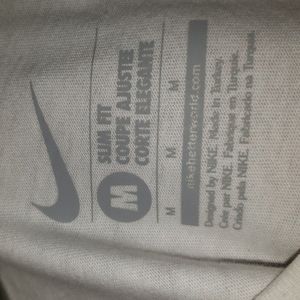 SLIM FIT
COUPE AJUSTÉE
CORTE ELEGANTE
M
M M M
nikebetterworld.com
Designed by NIKE. Made in Turkey.
Créé par NIKE. Fabriqué en Turquie.
Criado pela NIKE. Fabricado na Turquia.